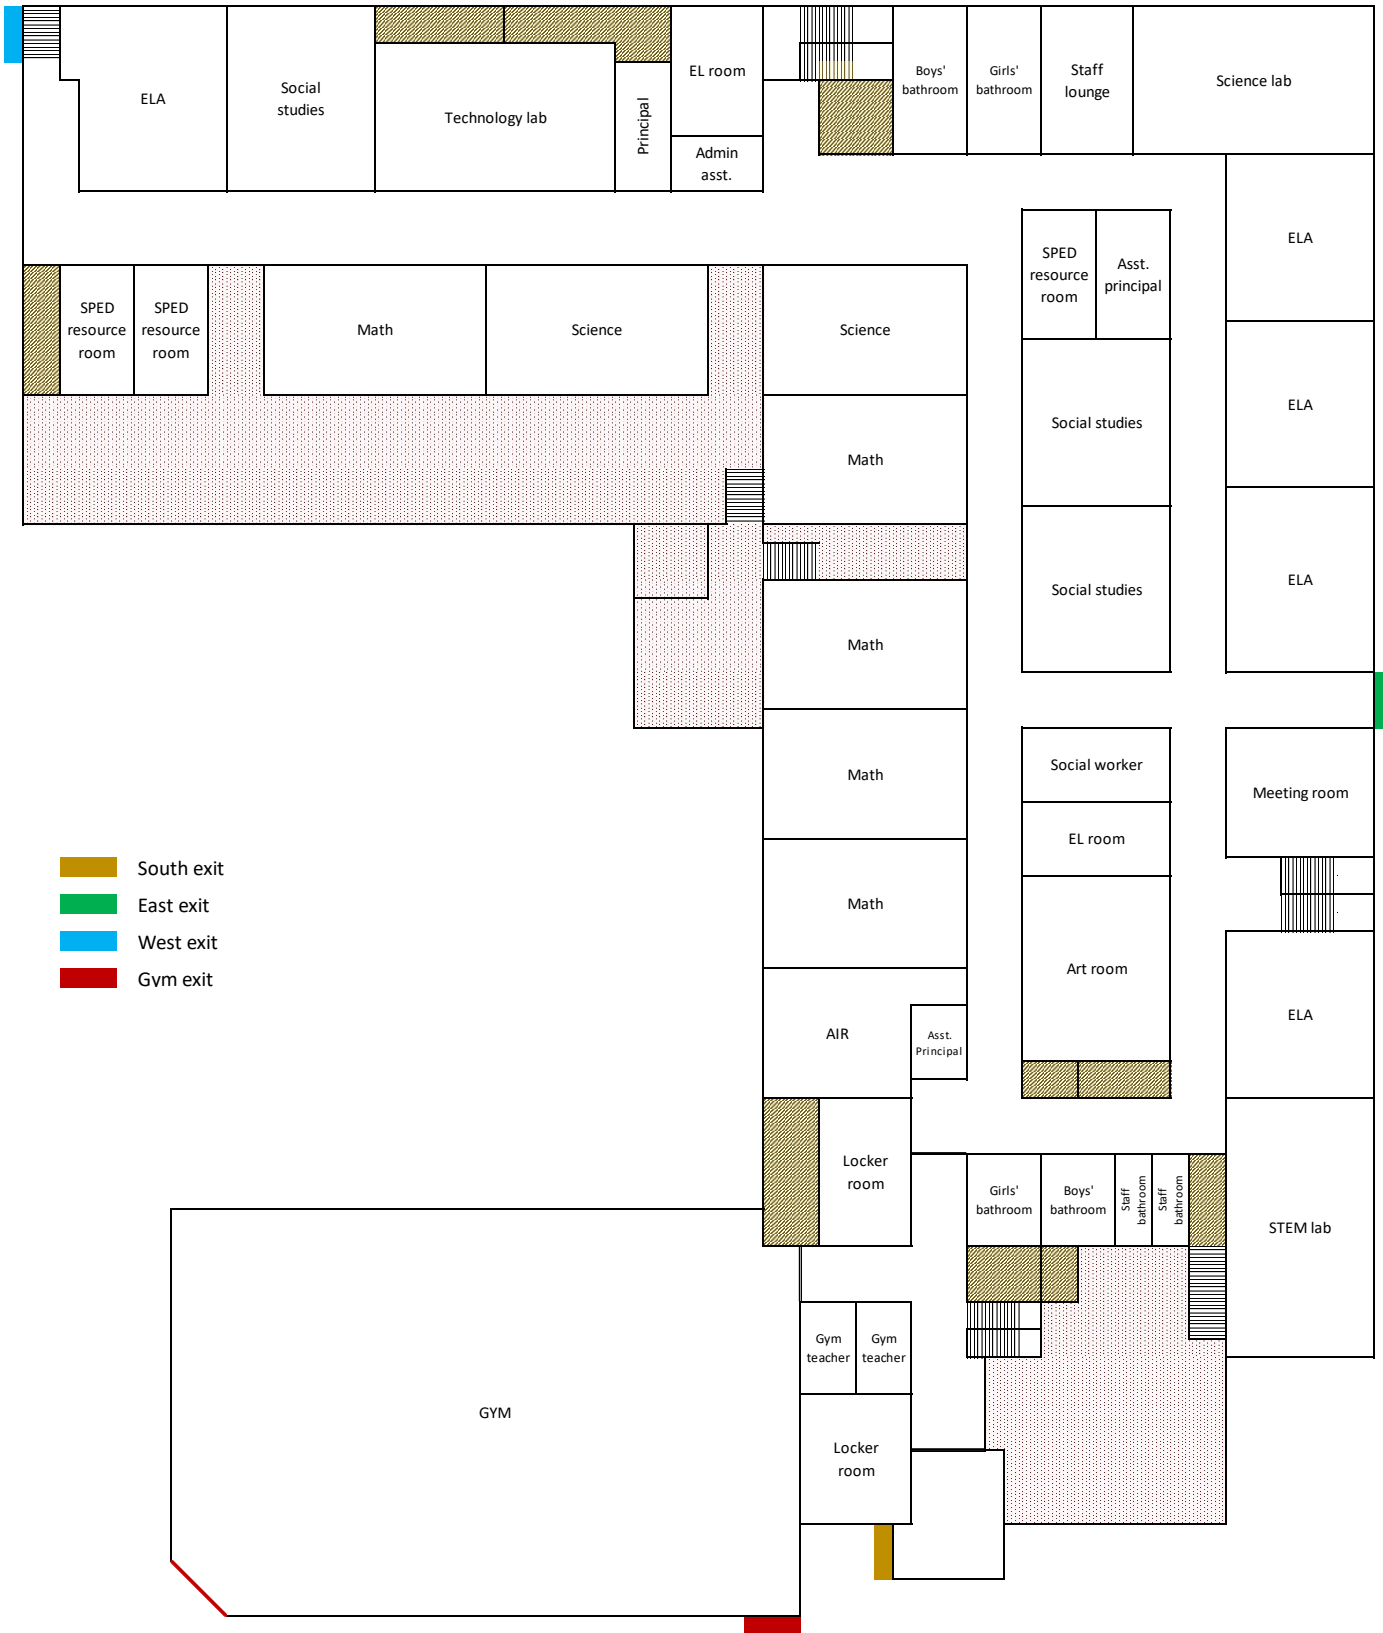 ELA
Social
studies
Technology lab
Principal
EL room
Admin
asst.
Boys'
bathroom
Girls'
bathroom
Staff
lounge
Science lab
ELA
SPED
resource
room
Asst.
principal
SPED
resource
room
SPED
resource
room
Math
Science
Science
ELA
Social studies
Math
ELA
Social studies
Math
Social worker
Math
Meeting room
EL room
South exit
East exit
West exit
Gym exit
Math
Art room
ELA
AIR
Asst.
Principal
Locker
room
Girls'
bathroom
Boys'
bathroom
Staff
bathroom
Staff
bathroom
STEM lab
Gym
teacher
Gym
teacher
GYM
Locker
room